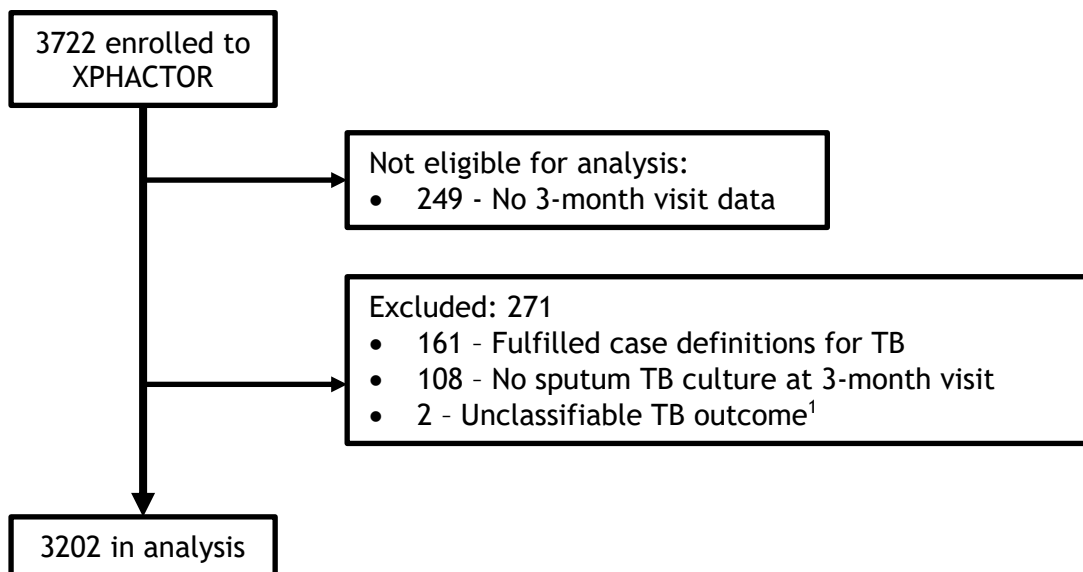 3722 enrolled to
XPHACTOR
Not eligible for analysis:
• 249 - No 3-month visit data
Excluded: 271
• 161 – Fulfilled case definitions for TB
• 108 – No sputum TB culture at 3-month visit
• 2 – Unclassifiable TB outcome¹
3202 in analysis